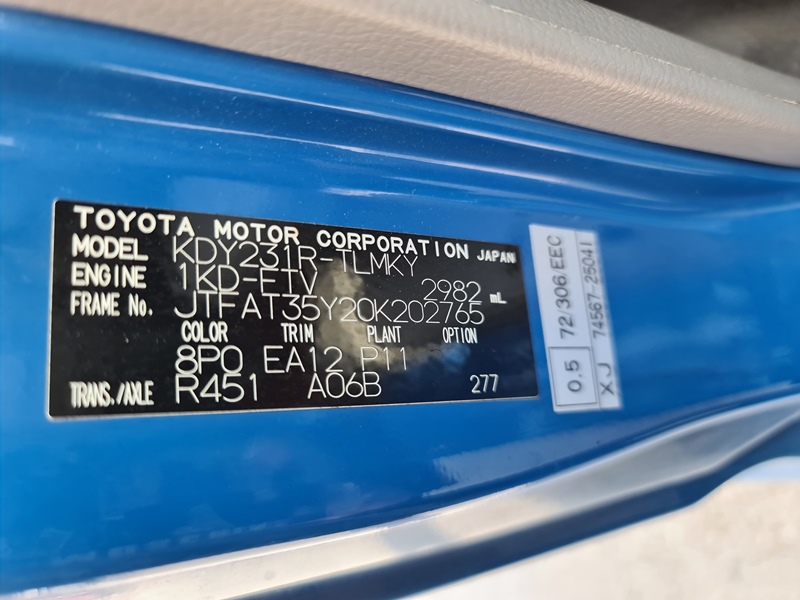 TOYOTA MOTOR CORPORATION JAPAN
MODEL KDY231R-TLMKY
ENGINE 1KD-FTV 2982 mL
FRAME No. JTFAT35Y20K202765
COLOR TRIM PLANT OPTION
8P0 EA12 P11
TRANS./AXLE R451 A06B 277
0.5 72/306.EEC
XJ 74567-26041